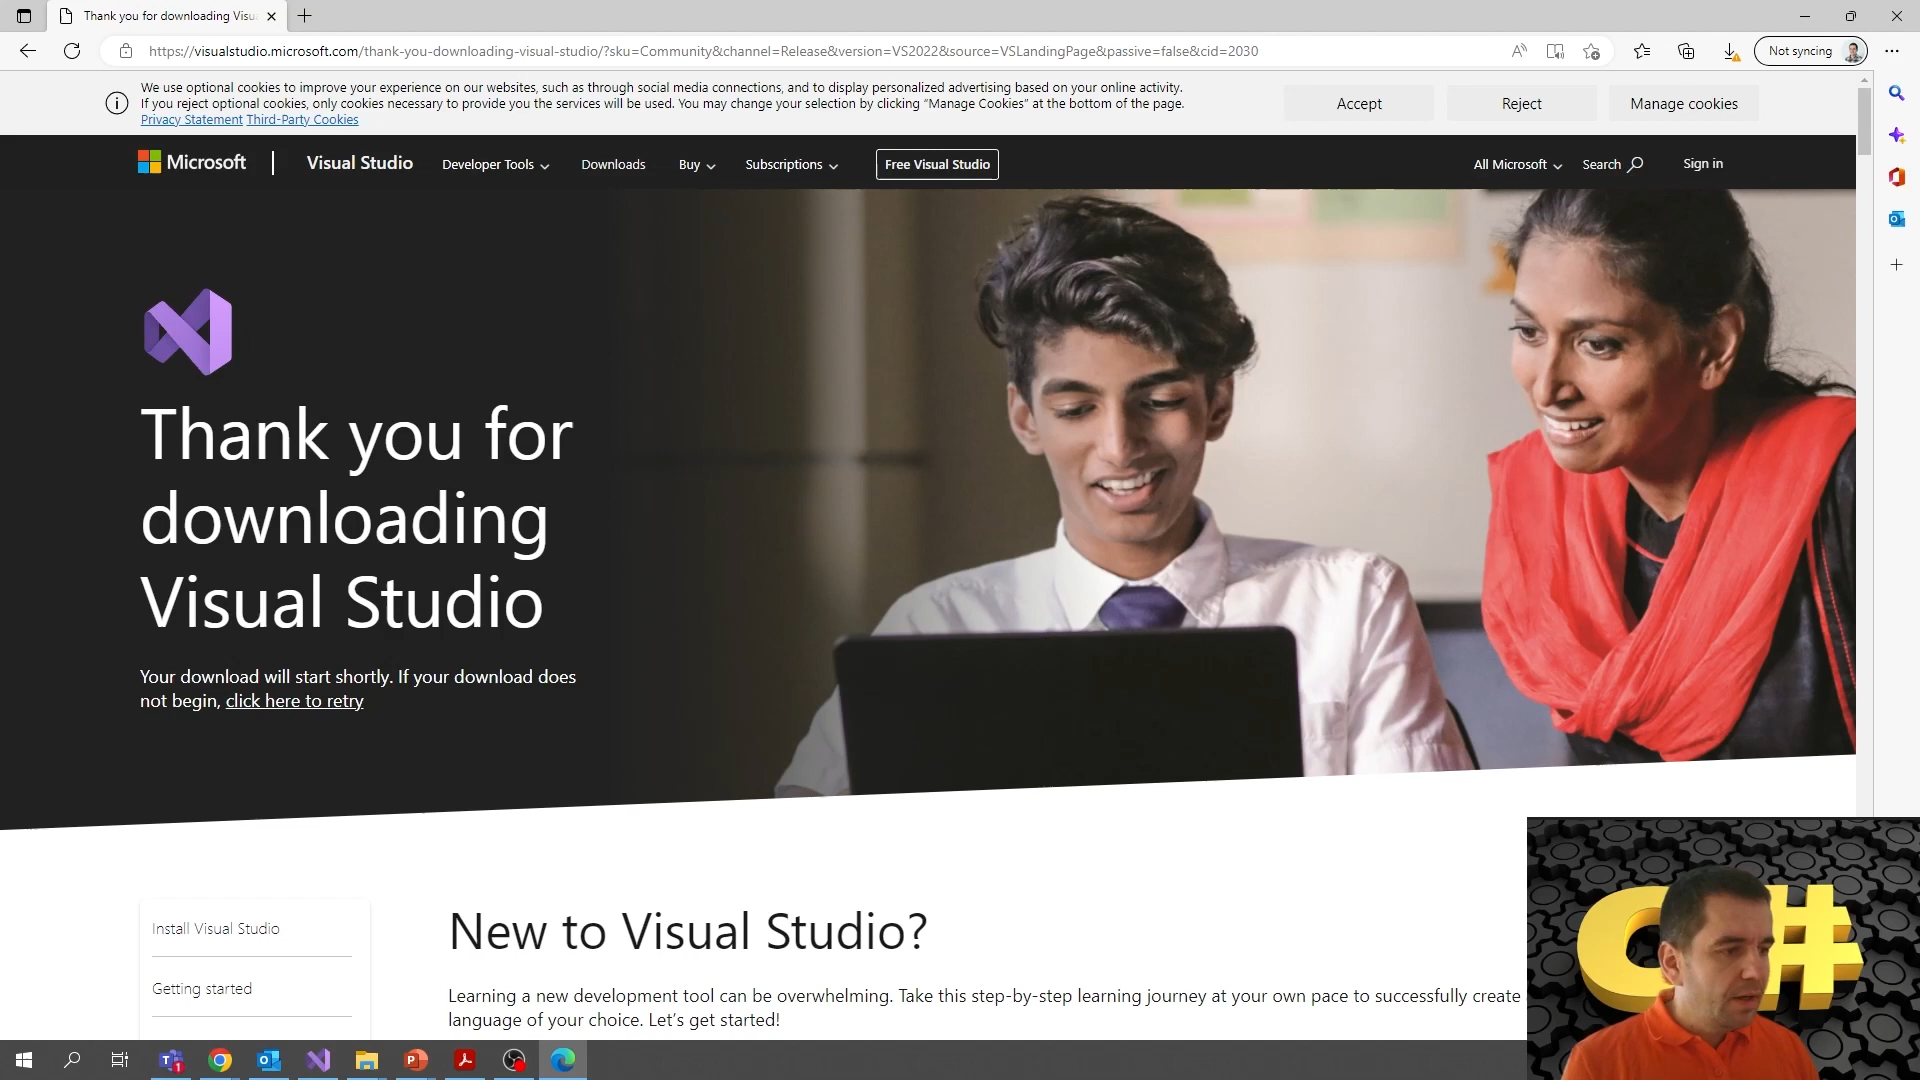 Thank you for downloading Visu
https://visualstudio.microsoft.com/thank-you-downloading-visual-studio/?sku=Community&channel=Release&version=VS2022&source=VSLandingPage&passive=false&cid=2030
Not syncing
We use optional cookies to improve your experience on our websites, such as through social media connections, and to display personalized advertising based on your online activity.
If you reject optional cookies, only cookies necessary to provide you the services will be used. You may change your selection by clicking “Manage Cookies” at the bottom of the page.
Privacy Statement Third-Party Cookies
Accept
Reject
Manage cookies
Microsoft
Visual Studio
Developer Tools
Downloads
Buy
Subscriptions
Free Visual Studio
All Microsoft
Search
Sign in
Thank you for
downloading
Visual Studio
Your download will start shortly. If your download does
not begin, click here to retry
Install Visual Studio
Getting started
New to Visual Studio?
Learning a new development tool can be overwhelming. Take this step-by-step learning journey at your own pace to successfully create
language of your choice. Let’s get started!
C#